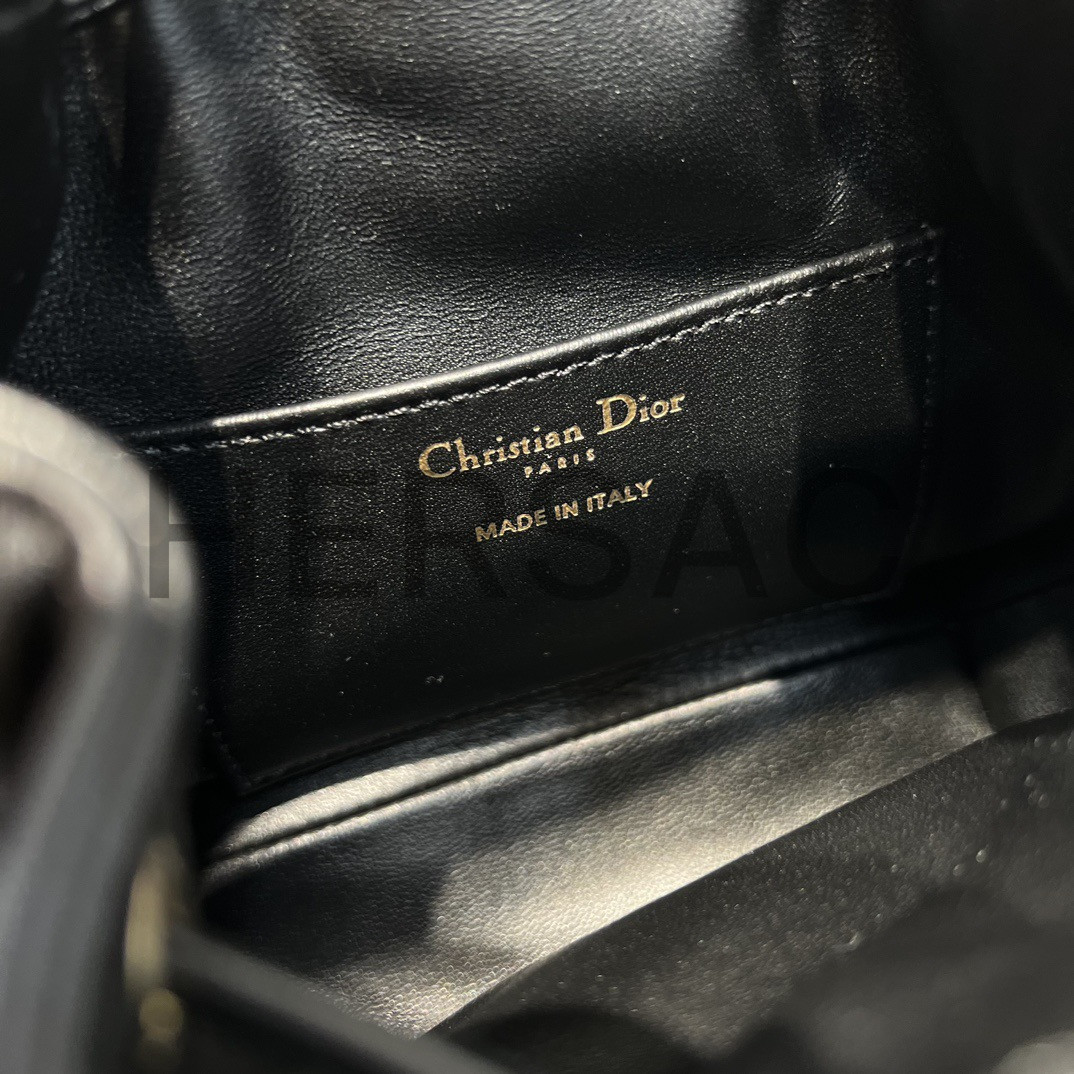 Christian Dior
PARIS
MADE IN ITALY
HERSAC